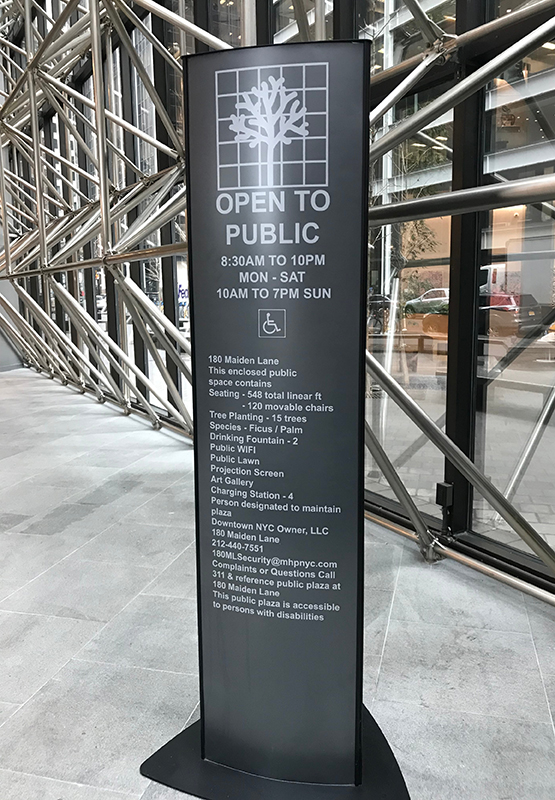 OPEN TO
PUBLIC
8:30AM TO 10PM
MON - SAT
10AM TO 7PM SUN
180 Maiden Lane
This enclosed public
space contains
Seating - 548 total linear ft
- 120 movable chairs
Tree Planting - 15 trees
Species - Ficus / Palm
Drinking Fountain - 2
Public WIFI
Public Lawn
Projection Screen
Art Gallery
Charging Station - 4
Person designated to maintain
plaza
Downtown NYC Owner, LLC
180 Maiden Lane
212-440-7551
180MLSecurity@mhpnyc.com
Complaints or Questions Call
311 & reference public plaza at
180 Maiden Lane
This public plaza is accessible
to persons with disabilities